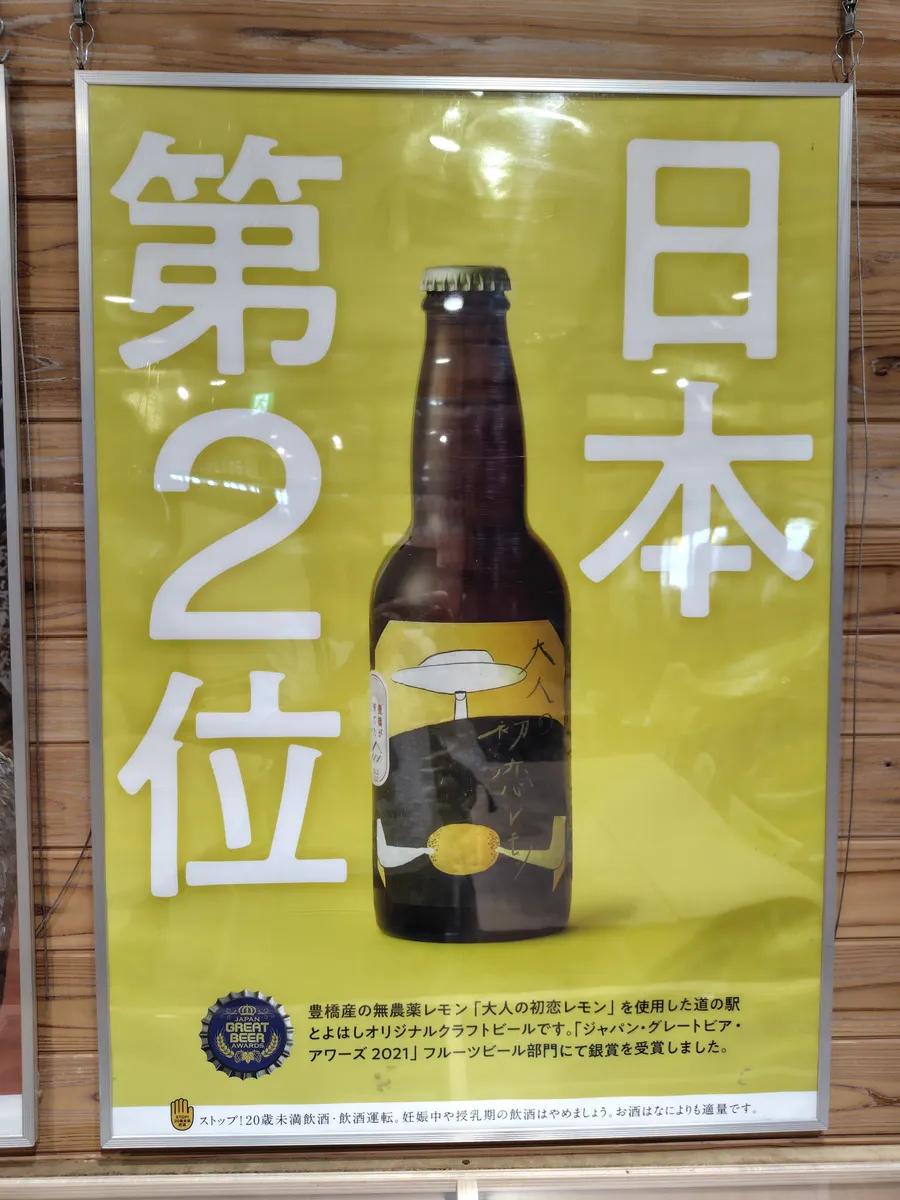 日本
第2位
大人の
初恋レモン
JAPAN
GREAT
BEER
AWARDS
豊橋産の無農薬レモン「大人の初恋レモン」を使用した道の駅
とよはしオリジナルクラフトビールです。「ジャパン・グレートビア・
アワーズ 2021」フルーツビール部門にて銀賞を受賞しました。
ストップ!20歳未満飲酒・飲酒運転。妊娠中や授乳期の飲酒はやめましょう。お酒はなによりも適量です。